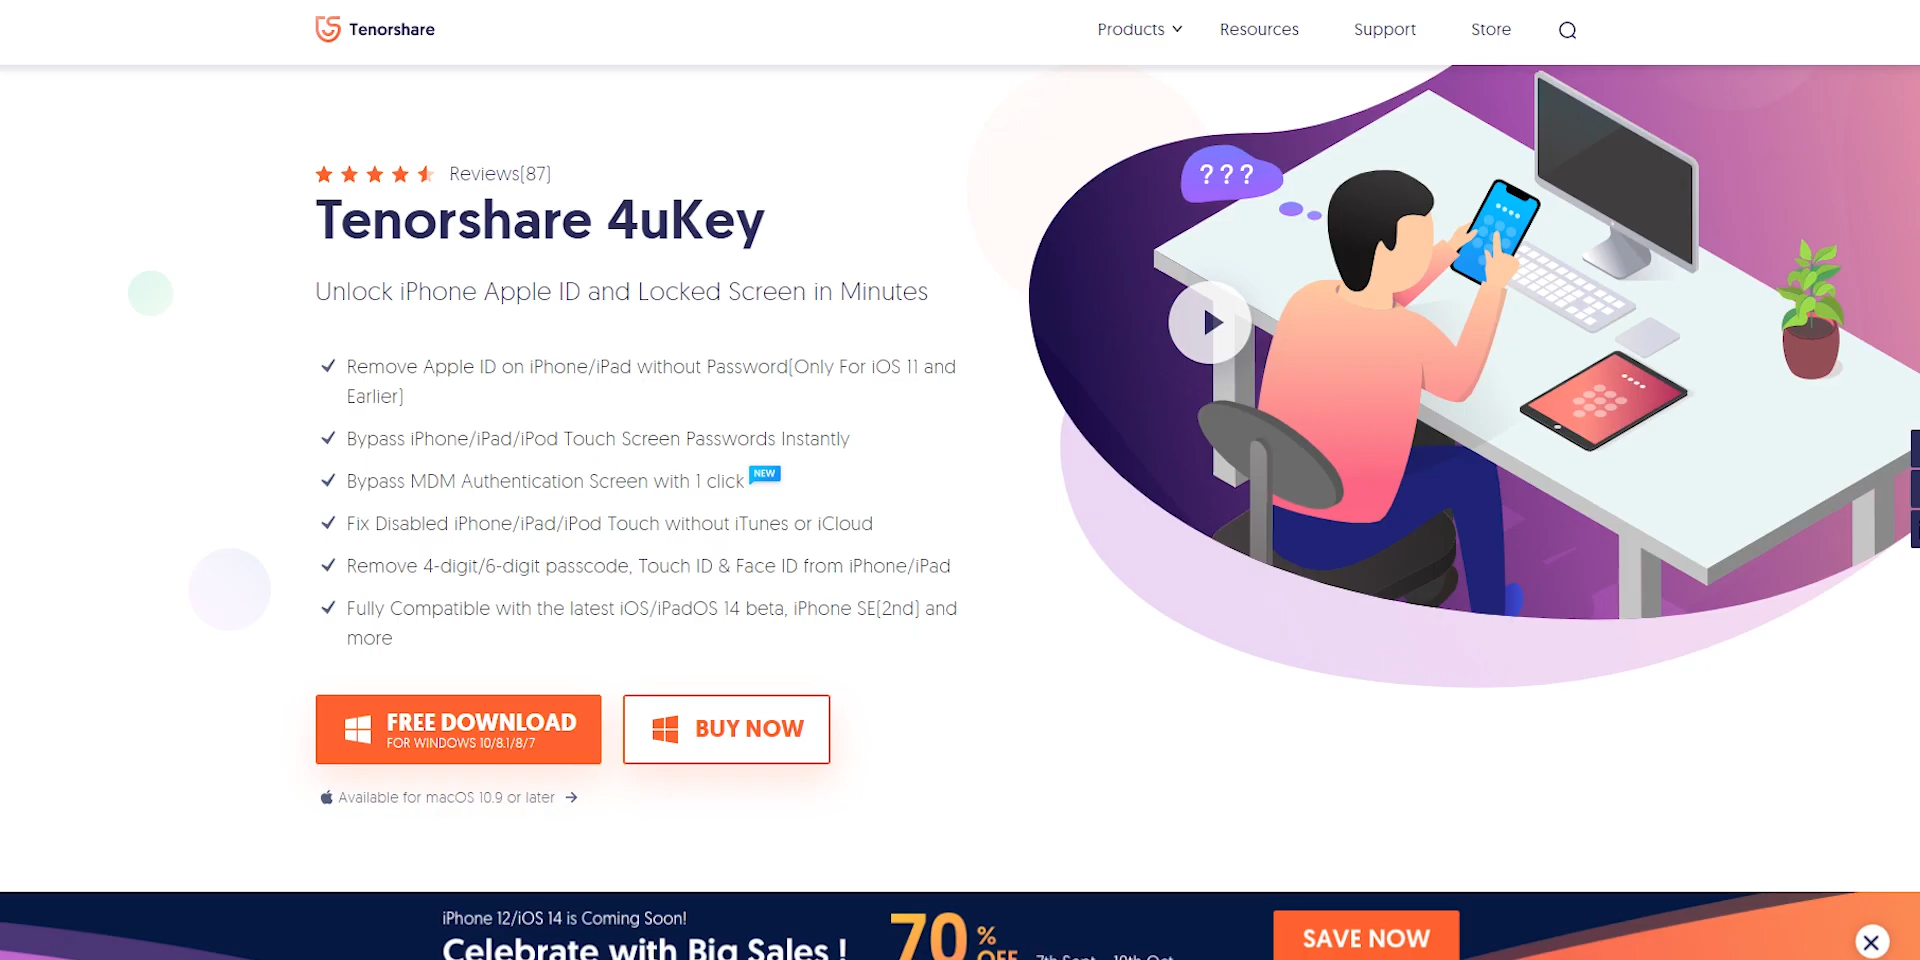 Tenorshare
Products
Resources
Support
Store
Reviews(87)
Tenorshare 4uKey
Unlock iPhone Apple ID and Locked Screen in Minutes
Remove Apple ID on iPhone/iPad without Password(Only For iOS 11 and
Earlier)
Bypass iPhone/iPad/iPod Touch Screen Passwords Instantly
Bypass MDM Authentication Screen with 1 click NEW
Fix Disabled iPhone/iPad/iPod Touch without iTunes or iCloud
Remove 4-digit/6-digit passcode, Touch ID & Face ID from iPhone/iPad
Fully Compatible with the latest iOS/iPadOS 14 beta, iPhone SE(2nd) and
more
???
FREE DOWNLOAD
FOR WINDOWS 10/8.1/8/7
BUY NOW
Available for macOS 10.9 or later
iPhone 12/iOS 14 is Coming Soon!
Celebrate with Big Sales !
70%
OFF
7th Sept - 10th Oct
SAVE NOW